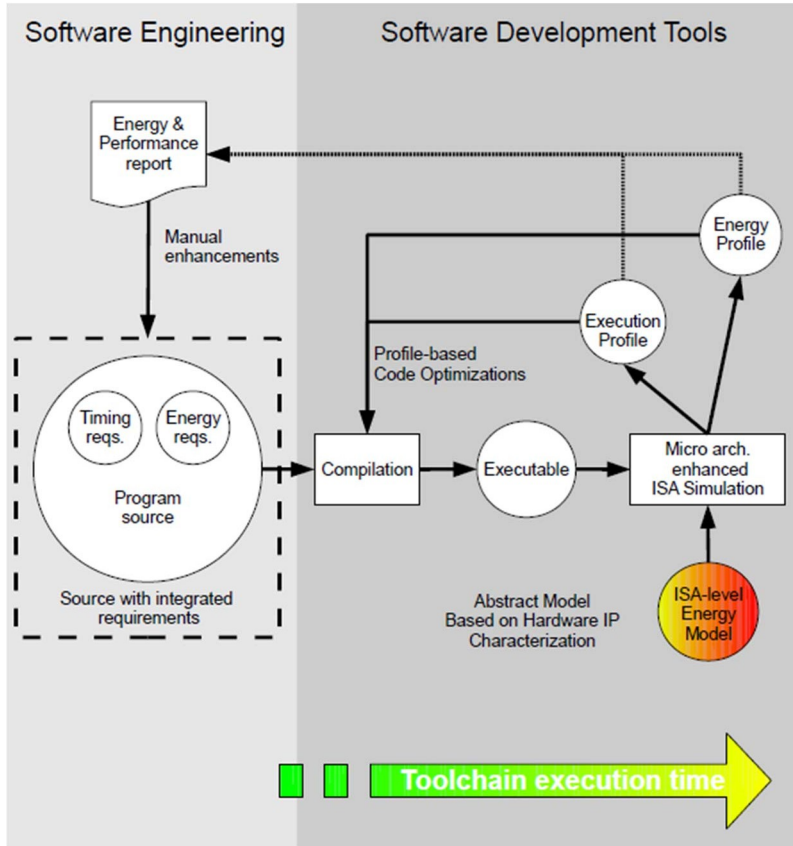 Software Engineering
Software Development Tools
Energy &
Performance
report
Manual
enhancements
Energy
Profile
Execution
Profile
Profile-based
Code Optimizations
Timing
reqs.
Energy
reqs.
Program
source
Compilation
Executable
Micro arch.
enhanced
ISA Simulation
Source with integrated
requirements
Abstract Model
Based on Hardware IP
Characterization
ISA-level
Energy
Model
Toolchain execution time